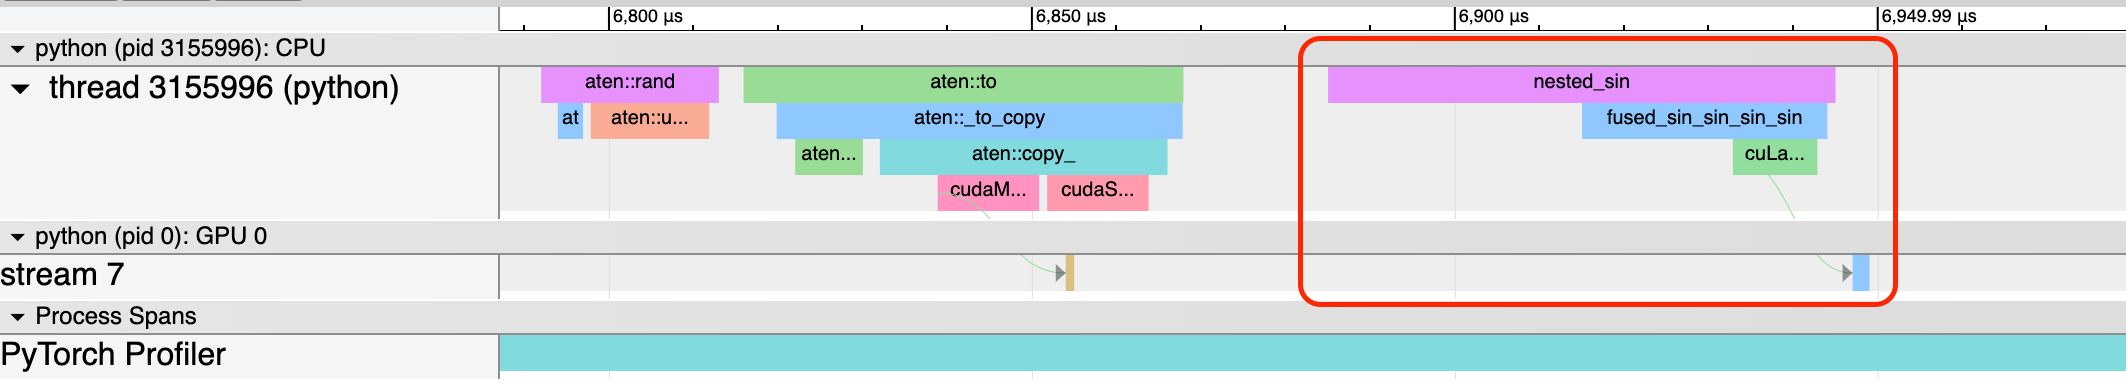 6,800 µs 6,850 µs 6,900 µs 6,949.99 µs
python (pid 3155996): CPU
thread 3155996 (python)
aten::rand aten::to nested_sin
at aten::u... aten::_to_copy fused_sin_sin_sin_sin
aten... aten::copy_ cuLa...
cudaM... cudaS...
python (pid 0): GPU 0
stream 7
Process Spans
PyTorch Profiler